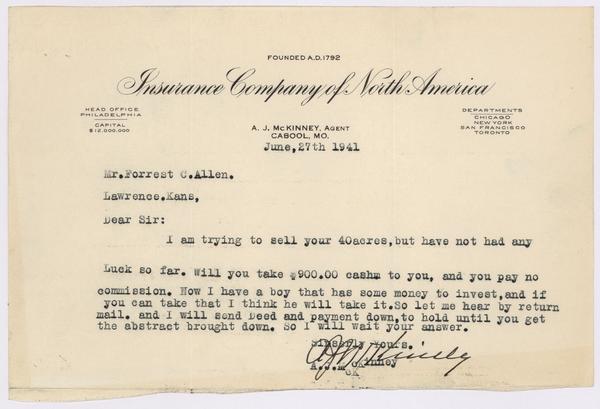 FOUNDED A.D. 1792
Insurance Company of North America
HEAD OFFICE
PHILADELPHIA
CAPITAL
$12,000,000
DEPARTMENTS
CHICAGO
NEW YORK
SAN FRANCISCO
TORONTO
A. J. McKINNEY, AGENT
CABOOL, MO.
June,27th 1941
Mr.Forrest C.Allen.
Lawrence.Kans,
Dear Sir:
I am trying to sell your 40acres,but have not had any
Luck so far. Will you take $900.00 cashm to you, and you pay no
commission. Now I have a boy that has some money to invest,and if
you can take that I think he will take it.So let me hear by return
mail. and I will send Deed and payment down,to hold until you get
the abstract brought down. So I will wait your answer.
Sincerly Yours.
A J McKinney
A.J.McKinney